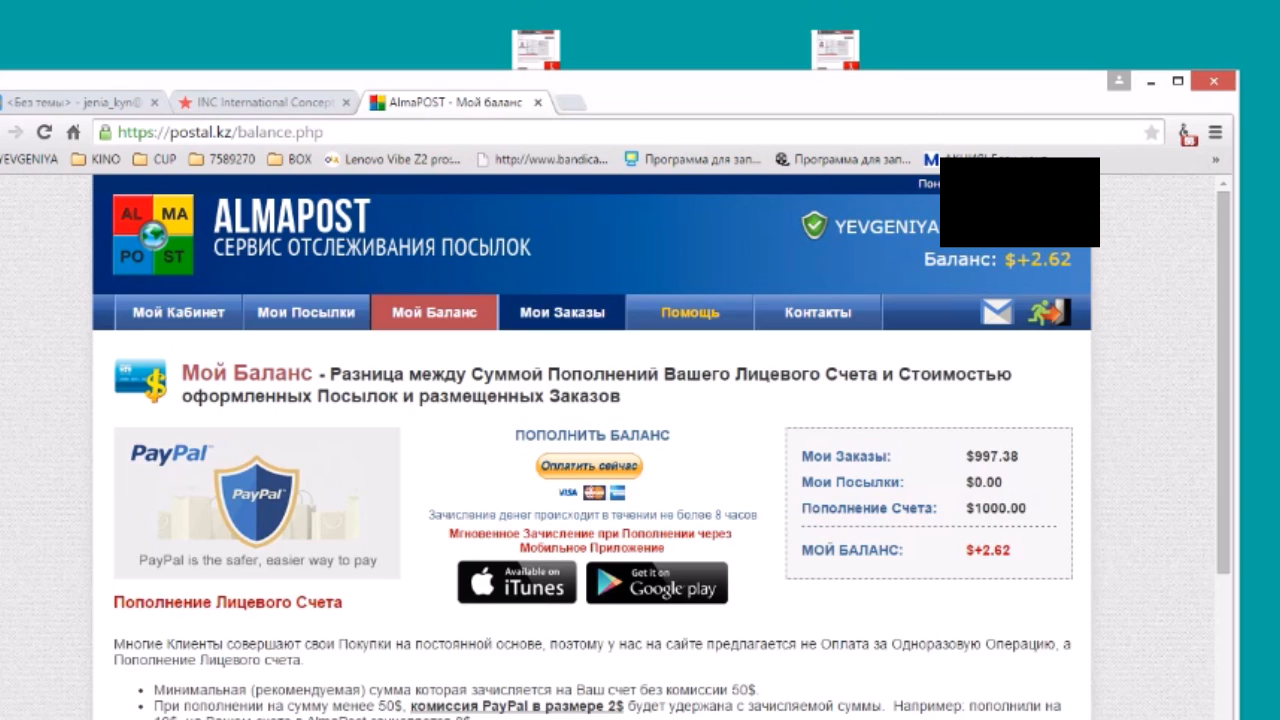 <Без темы> - jenia_kyn@
INC International Concep
AlmaPOST - Мой баланс
https://postal.kz/balance.php
YEVGENIYA
KINO
CUP
7589270
BOX
Lenovo Vibe Z2 pro:...
http://www.bandica...
Программа для зап...
Программа для зап...
Пон
AL MA
PO ST
ALMAPOST
СЕРВИС ОТСЛЕЖИВАНИЯ ПОСЫЛОК
YEVGENIYA
Баланс: $+2.62
Мой Кабинет
Мои Посылки
Мой Баланс
Мои Заказы
Помощь
Контакты
Мой Баланс - Разница между Суммой Пополнений Вашего Лицевого Счета и Стоимостью
оформленных Посылок и размещенных Заказов
PayPal™
PayPal™
PayPal is the safer, easier way to pay
ПОПОЛНИТЬ БАЛАНС
Оплатить сейчас
VISA
Зачисление денег происходит в течении не более 8 часов
Мгновенное Зачисление при Пополнении через
Мобильное Приложение
Available on
iTunes
Get it on
Google play
Мои Заказы: $997.38
Мои Посылки: $0.00
Пополнение Счета: $1000.00
МОЙ БАЛАНС: $+2.62
Пополнение Лицевого Счета
Многие Клиенты совершают свои Покупки на постоянной основе, поэтому у нас на сайте предлагается не Оплата за Одноразовую Операцию, а
Пополнение Лицевого счета.
• Минимальная (рекомендуемая) сумма которая зачисляется на Ваш счет без комиссии 50$.
• При пополнении на сумму менее 50$, комиссия PayPal в размере 2$ будет удержана с зачисляемой суммы. Например: пополнили на